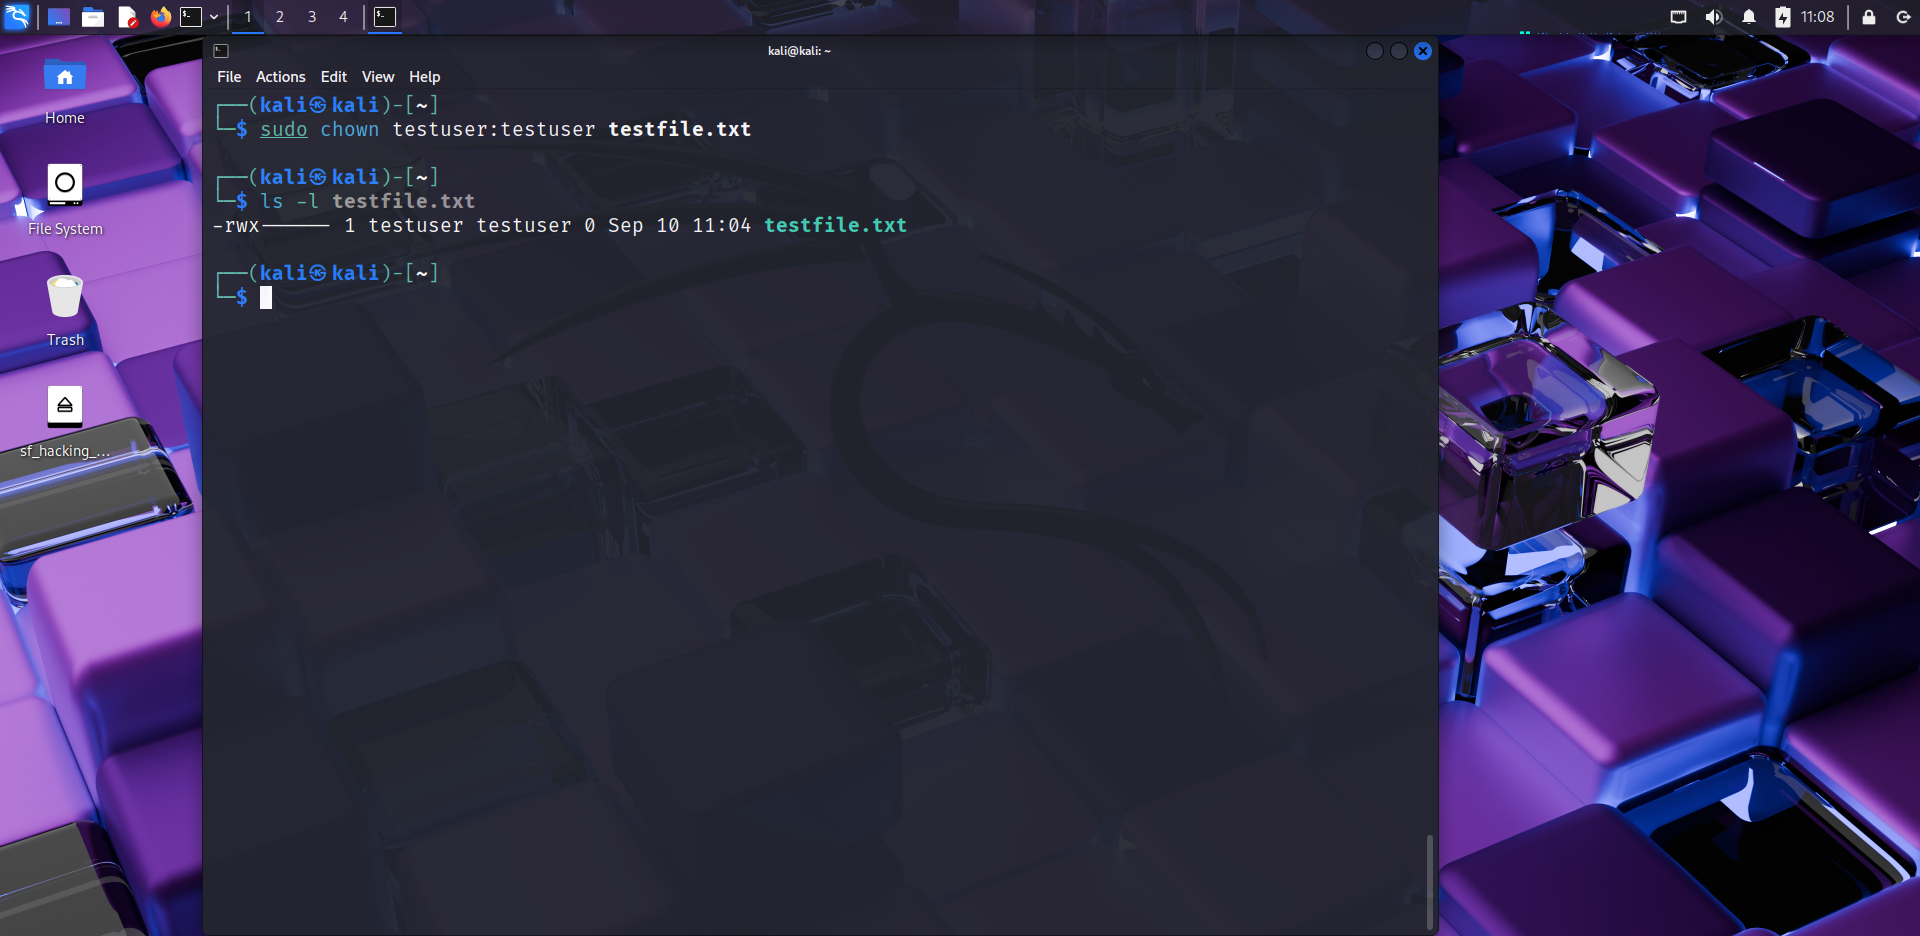 1 2 3 4 11:08
kali@kali: ~
File Actions Edit View Help
┌──(kali㉿kali)-[~]
└─$ sudo chown testuser:testuser testfile.txt
┌──(kali㉿kali)-[~]
└─$ ls -l testfile.txt
-rwx------ 1 testuser testuser 0 Sep 10 11:04 testfile.txt
┌──(kali㉿kali)-[~]
└─$
Home
File System
Trash
sf_hacking_...